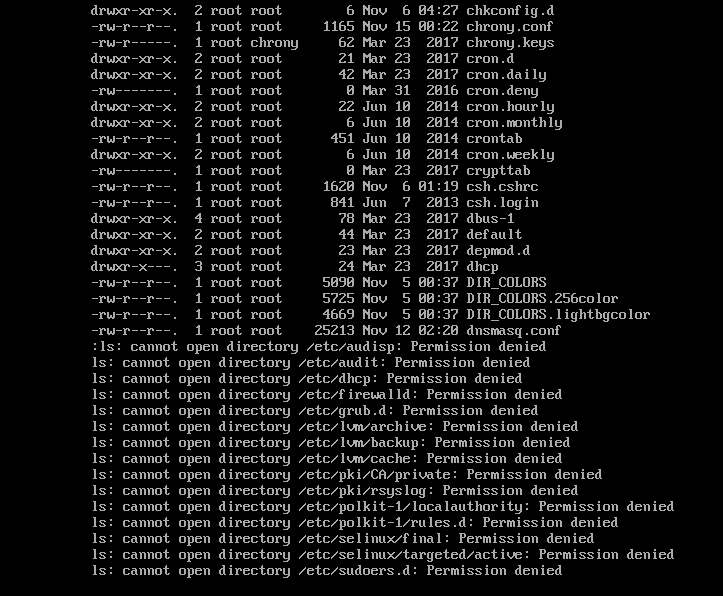 drwxr-xr-x.  2 root root       6 Nov  6 04:27 chkconfig.d
-rw-r--r--.  1 root root    1165 Nov 15 00:22 chrony.conf
-rw-r-----.  1 root chrony    62 Mar 23  2017 chrony.keys
drwxr-xr-x.  2 root root      21 Mar 23  2017 cron.d
drwxr-xr-x.  2 root root      42 Mar 23  2017 cron.daily
-rw-------.  1 root root       0 Mar 31  2016 cron.deny
drwxr-xr-x.  2 root root      22 Jun 10  2014 cron.hourly
drwxr-xr-x.  2 root root       6 Jun 10  2014 cron.monthly
-rw-r--r--.  1 root root     451 Jun 10  2014 crontab
drwxr-xr-x.  2 root root       6 Jun 10  2014 cron.weekly
-rw-------.  1 root root       0 Mar 23  2017 crypttab
-rw-r--r--.  1 root root    1620 Nov  6 01:19 csh.cshrc
-rw-r--r--.  1 root root     841 Jun  7  2013 csh.login
drwxr-xr-x.  4 root root      78 Mar 23  2017 dbus-1
drwxr-xr-x.  2 root root      44 Mar 23  2017 default
drwxr-xr-x.  2 root root      23 Mar 23  2017 depmod.d
drwxr-x---.  3 root root      24 Mar 23  2017 dhcp
-rw-r--r--.  1 root root    5090 Nov  5 00:37 DIR_COLORS
-rw-r--r--.  1 root root    5725 Nov  5 00:37 DIR_COLORS.256color
-rw-r--r--.  1 root root    4669 Nov  5 00:37 DIR_COLORS.lightbgcolor
-rw-r--r--.  1 root root   25213 Nov 12 02:20 dnsmasq.conf
:ls: cannot open directory /etc/audisp: Permission denied
ls: cannot open directory /etc/audit: Permission denied
ls: cannot open directory /etc/dhcp: Permission denied
ls: cannot open directory /etc/firewalld: Permission denied
ls: cannot open directory /etc/grub.d: Permission denied
ls: cannot open directory /etc/lvm/archive: Permission denied
ls: cannot open directory /etc/lvm/backup: Permission denied
ls: cannot open directory /etc/lvm/cache: Permission denied
ls: cannot open directory /etc/pki/CA/private: Permission denied
ls: cannot open directory /etc/pki/rsyslog: Permission denied
ls: cannot open directory /etc/polkit-1/localauthority: Permission denied
ls: cannot open directory /etc/polkit-1/rules.d: Permission denied
ls: cannot open directory /etc/selinux/final: Permission denied
ls: cannot open directory /etc/selinux/targeted/active: Permission denied
ls: cannot open directory /etc/sudoers.d: Permission denied